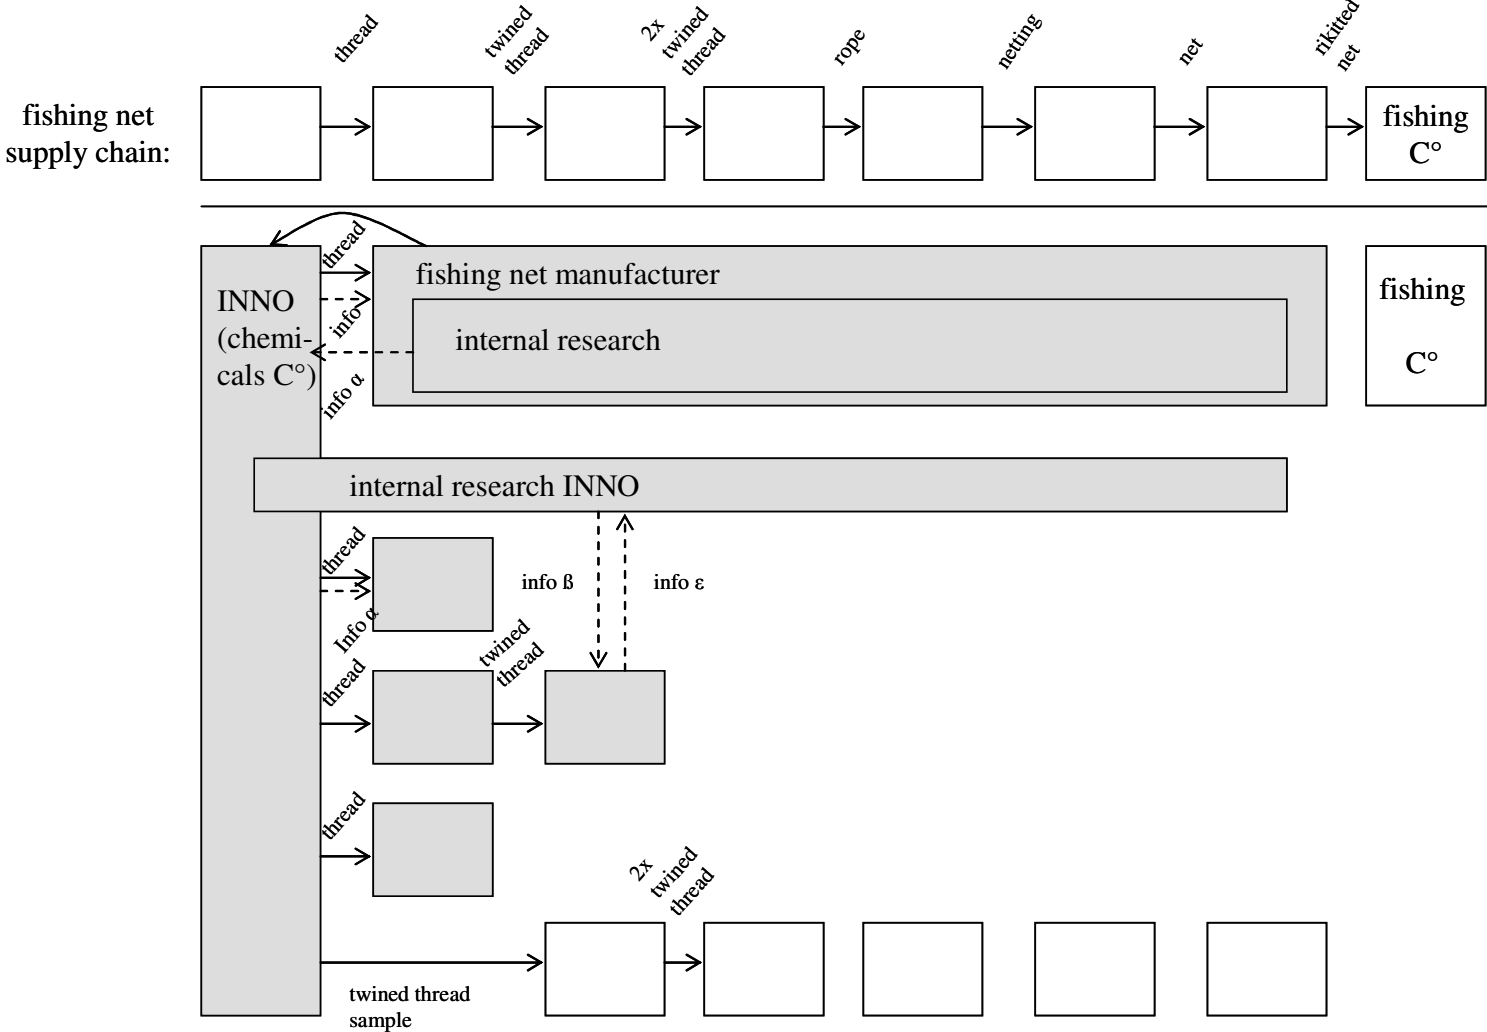 thread
twined
thread
2x
twined
thread
rope
netting
net
rikitted
net
fishing net
supply chain:
fishing
C°
thread
fishing net manufacturer
INNO
(chemi-
cals C°)
info
internal research
info α
fishing
C°
internal research INNO
thread
Info α
info ß
info ε
thread
twined
thread
thread
2x
twined
thread
twined thread
sample